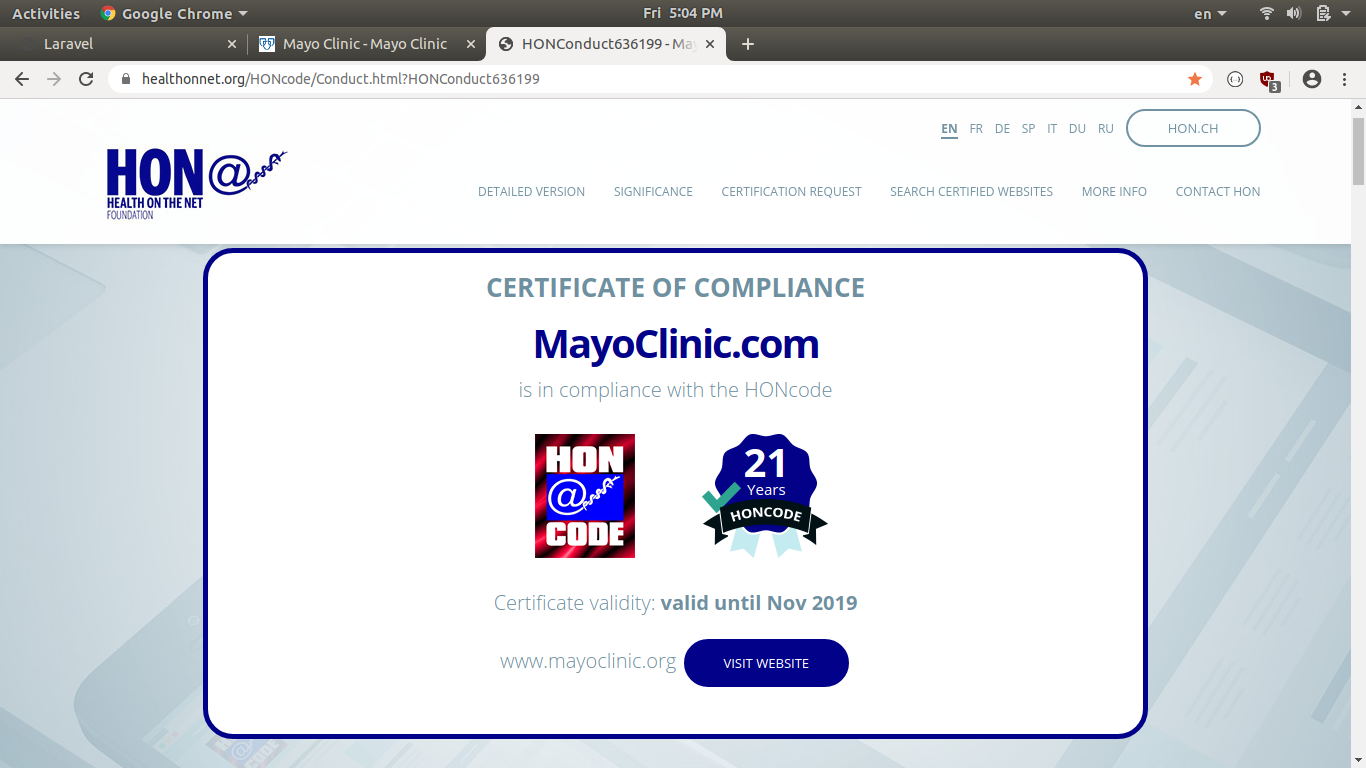 Activities Google Chrome Fri 5:04 PM en
Laravel Mayo Clinic - Mayo Clinic HONConduct636199 - May
healthonnet.org/HONcode/Conduct.html?HONConduct636199
3
EN FR DE SP IT DU RU HON.CH
HON@
HEALTH ON THE NET
FOUNDATION
DETAILED VERSION SIGNIFICANCE CERTIFICATION REQUEST SEARCH CERTIFIED WEBSITES MORE INFO CONTACT HON
CERTIFICATE OF COMPLIANCE
MayoClinic.com
is in compliance with the HONcode
HON
@
CODE
21
Years
HONCODE
Certificate validity: valid until Nov 2019
www.mayoclinic.org VISIT WEBSITE